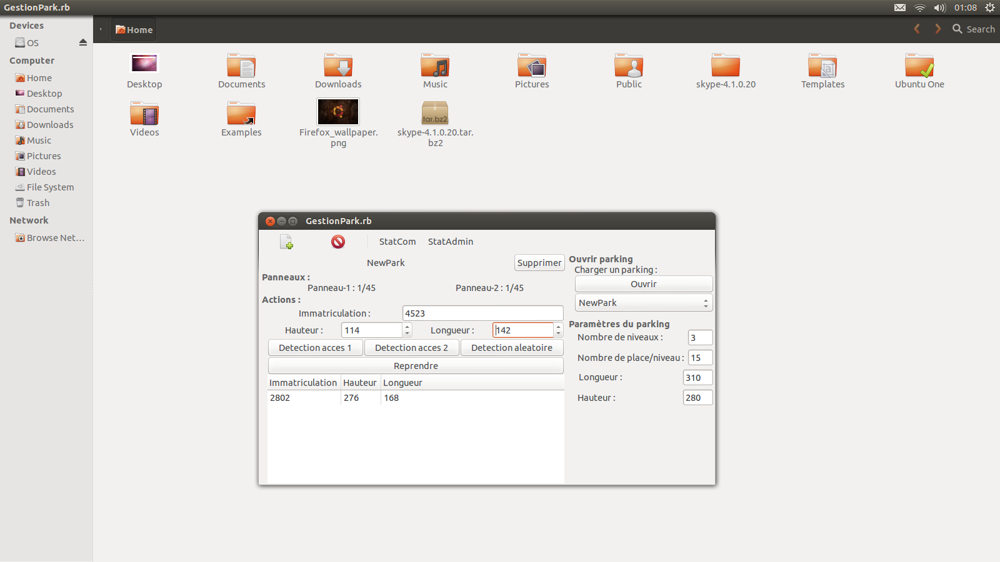 GestionPark.rb
01:08
Devices
OS
Computer
Home
Desktop
Documents
Downloads
Music
Pictures
Videos
File System
Trash
Network
Browse Net...
Home
Search
Desktop
Documents
Downloads
Music
Pictures
Public
skype-4.1.0.20
Templates
Ubuntu One
Videos
Examples
Firefox_wallpaper.
png
tar.bz2
skype-4.1.0.20.tar.
bz2
GestionPark.rb
StatCom
StatAdmin
NewPark
Supprimer
Panneaux :
Panneau-1 : 1/45
Panneau-2 : 1/45
Actions :
Immatriculation :
4523
Hauteur :
114
Longueur :
142
Detection acces 1
Detection acces 2
Detection aleatoire
Reprendre
Immatriculation Hauteur Longueur
2802 276 168
Ouvrir parking
Charger un parking :
Ouvrir
NewPark
Paramètres du parking
Nombre de niveaux :
3
Nombre de place/niveau :
15
Longueur :
310
Hauteur :
280